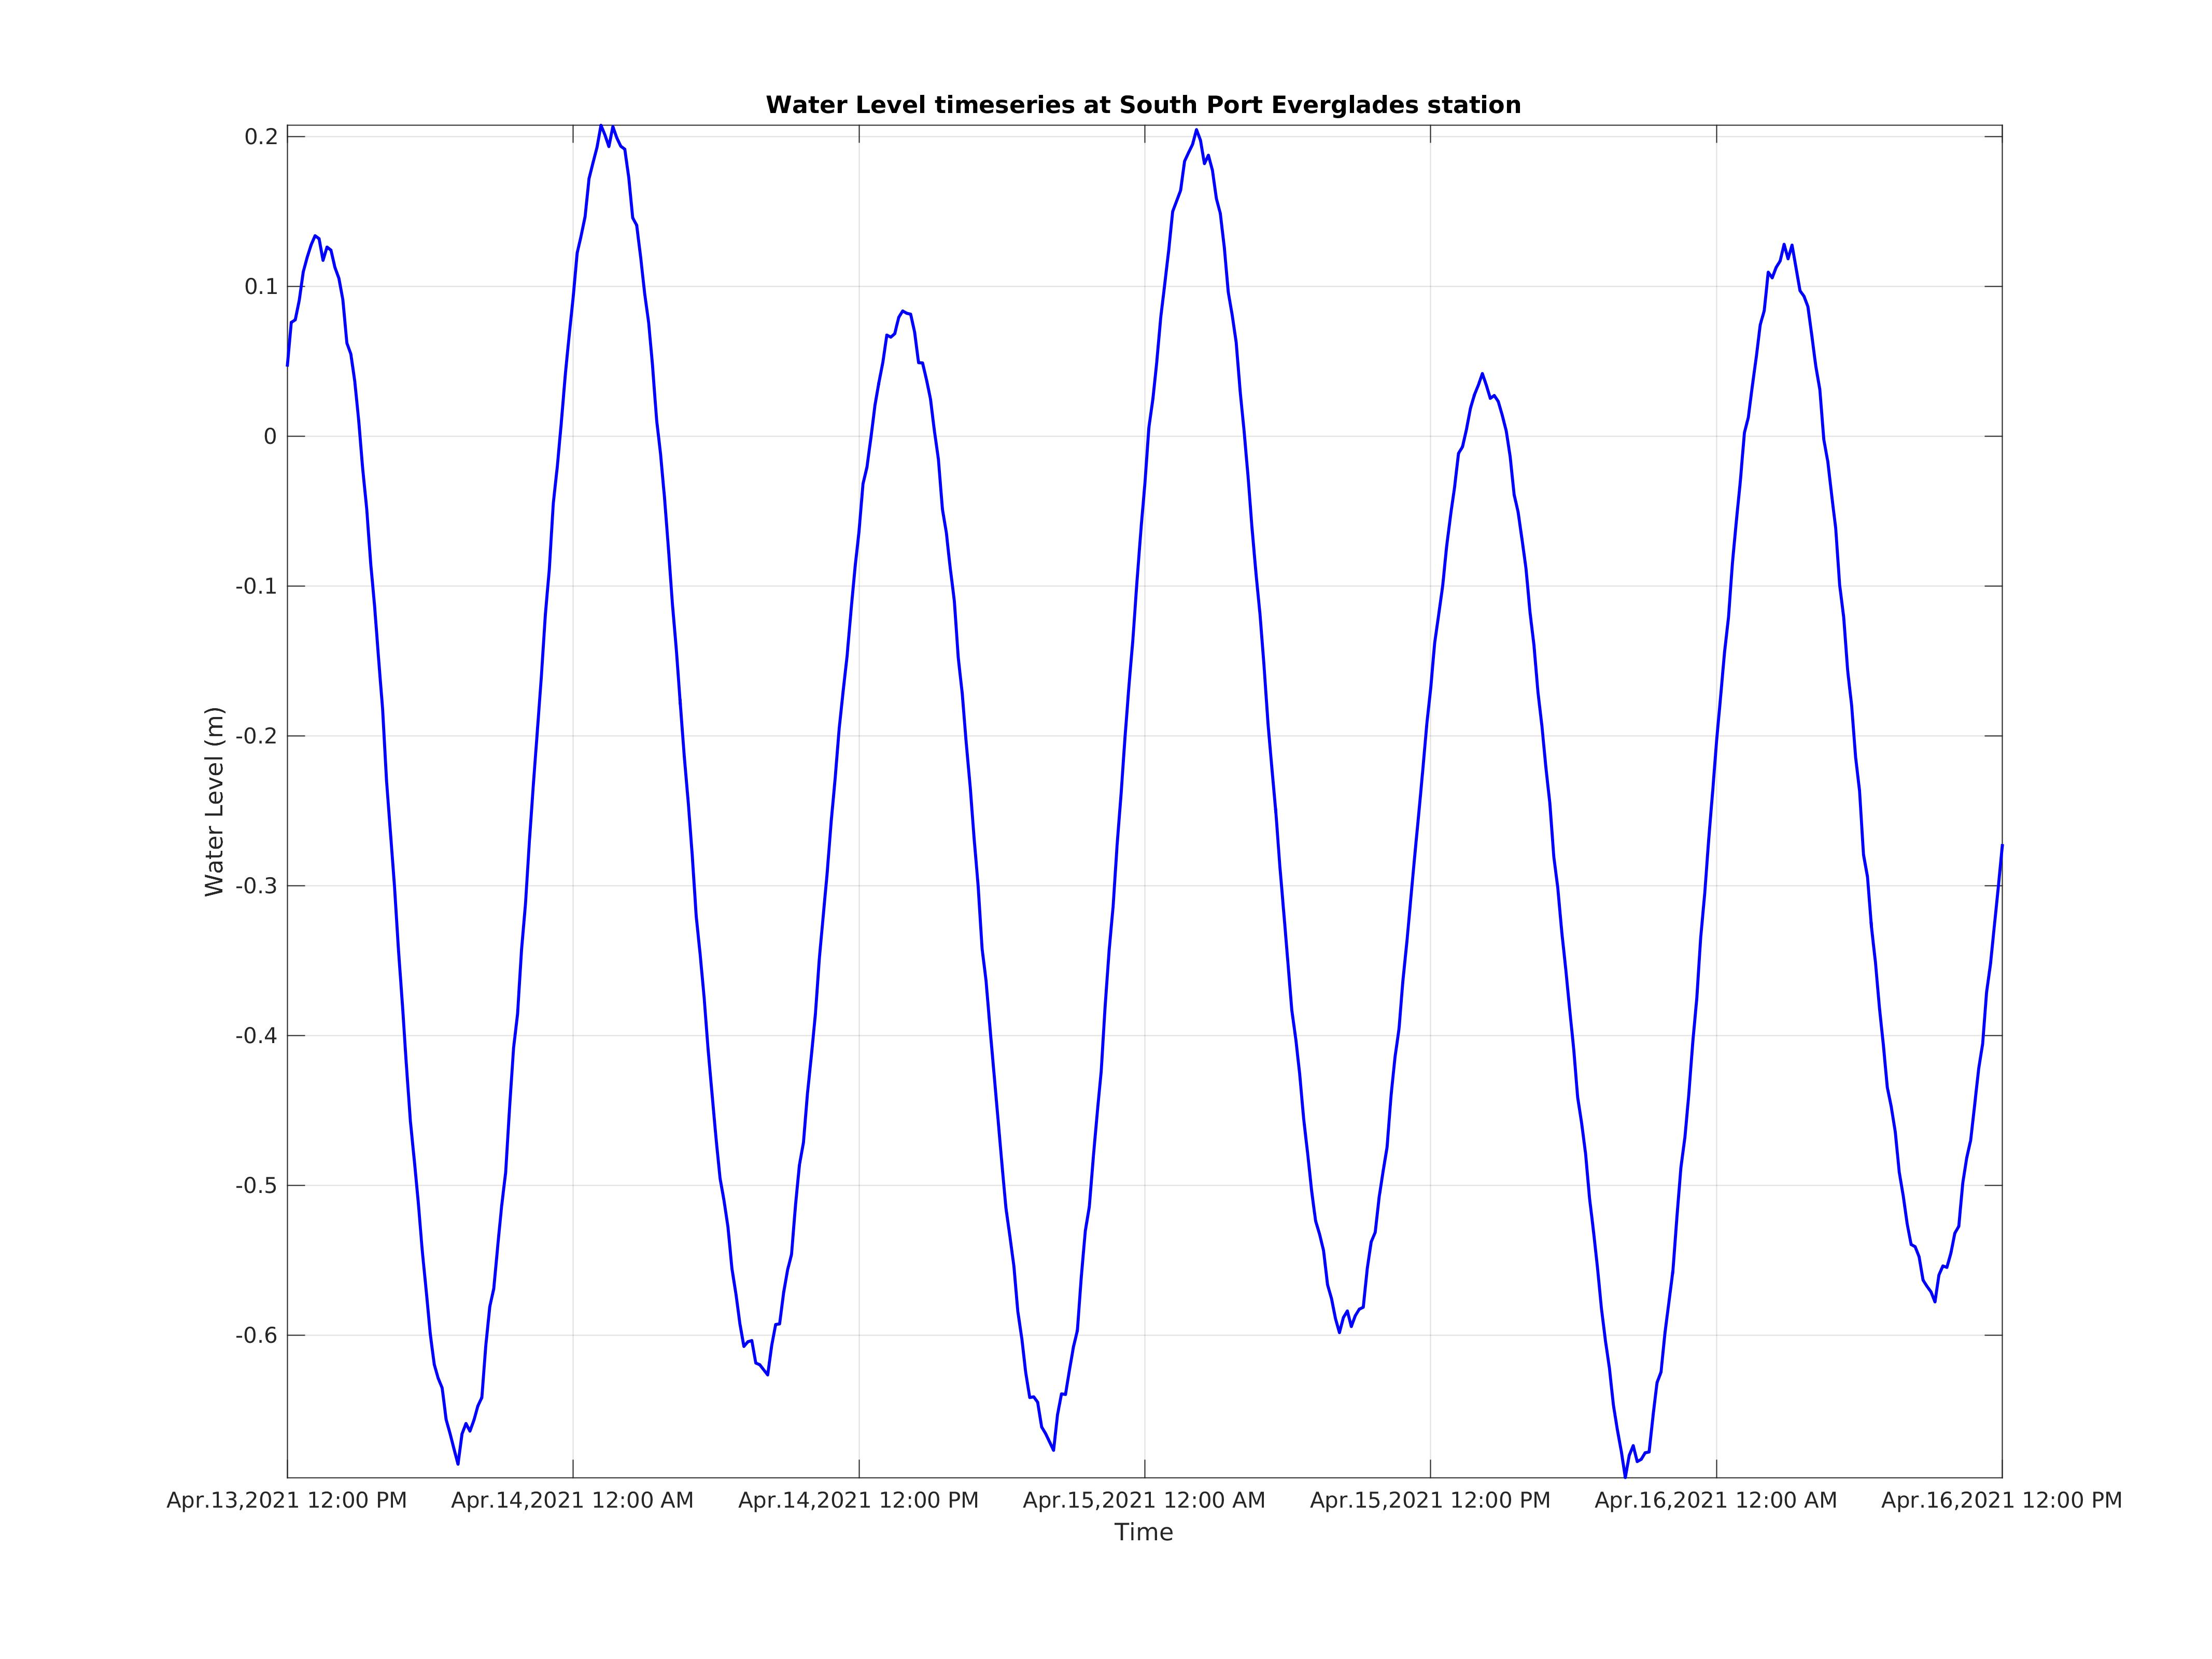 Water Level timeseries at South Port Everglades station
0.2
0.1
0
-0.1
-0.2
-0.3
-0.4
-0.5
-0.6
Water Level (m)
Apr.13,2021 12:00 PM Apr.14,2021 12:00 AM Apr.14,2021 12:00 PM Apr.15,2021 12:00 AM Apr.15,2021 12:00 PM Apr.16,2021 12:00 AM Apr.16,2021 12:00 PM
Time